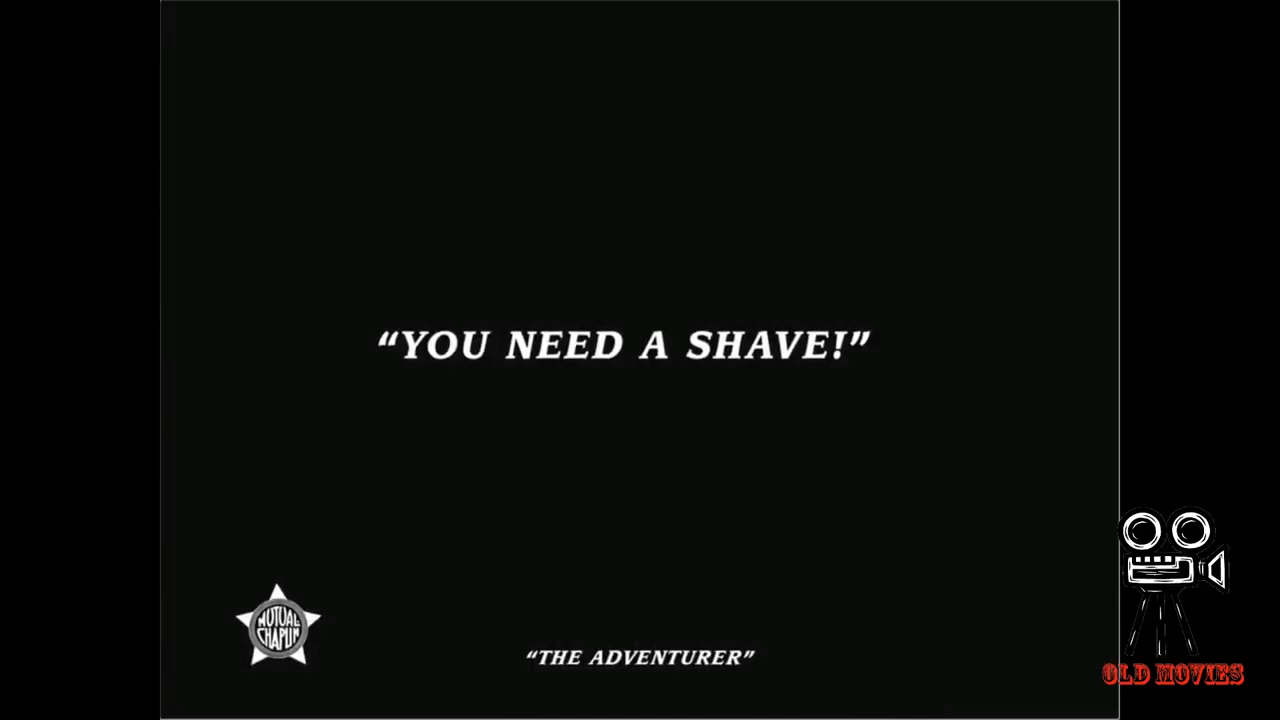 “YOU NEED A SHAVE!”
MUTUAL
CHAPLIN
“THE ADVENTURER”
OLD MOVIES